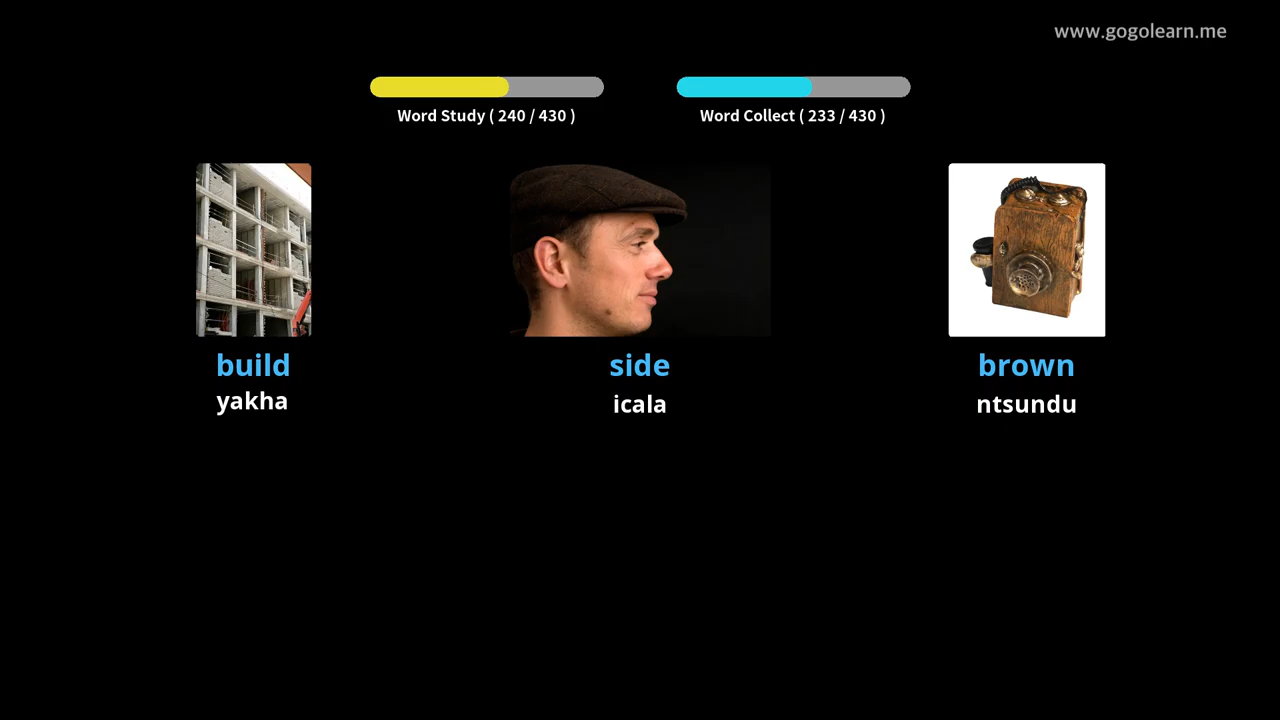 www.gogolearn.me
Word Study ( 240 / 430 )
Word Collect ( 233 / 430 )
build
yakha
side
icala
brown
ntsundu